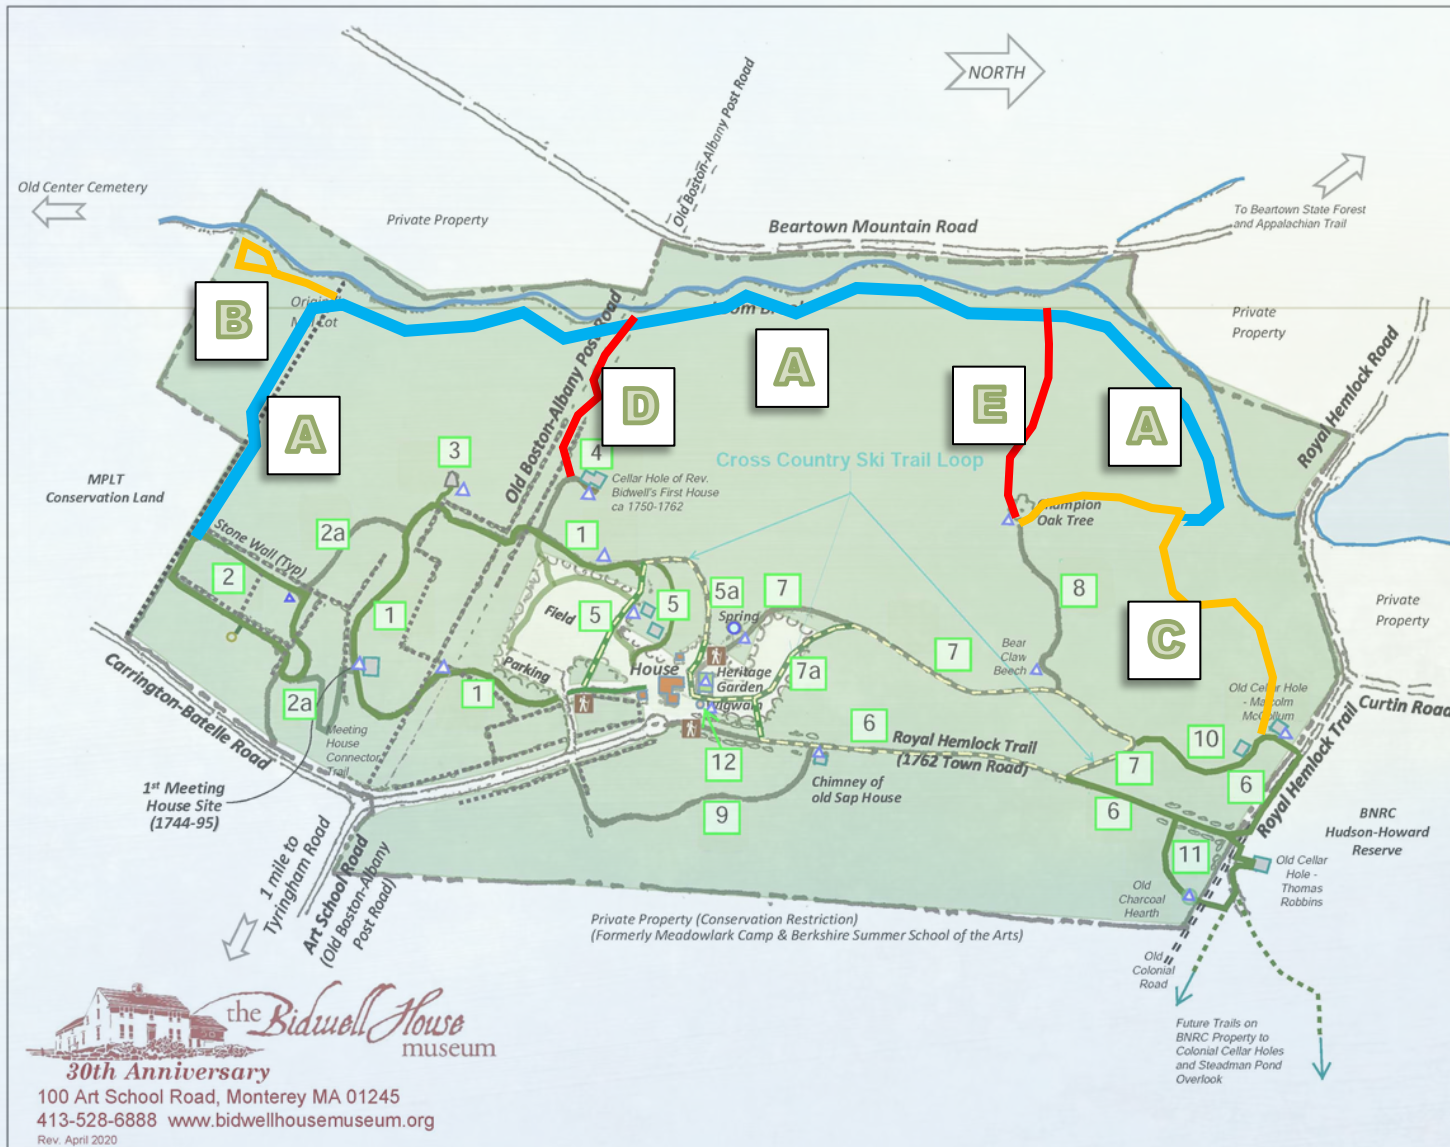 NORTH
Old Center Cemetery
Private Property
Old Boston-Albany Post Road
Beartown Mountain Road
To Beartown State Forest
and Appalachian Trail
B
Old Boston-Albany Post Road
A
Private
Property
A
D
E
A
Royal Hemlock Road
MPLT
Conservation Land
3
4
Cellar Hole of Rev.
Bidwell's First House
ca 1750-1762
Cross Country Ski Trail Loop
Oak Tree
Stone Wall (Typ)
2a
1
2
1
Field
5
5
5a
Spring
7
8
Private
Property
C
Parking
House
Heritage
Garden
7a
7
Bear
Claw
Beech
2a
1
Carrington-Batelle Road
Meeting
House
Connector
Trail
12
6
Royal Hemlock Trail
(1762 Town Road)
Old Cellar Hole
- Malcolm
Curtin Road
10
7
6
6
Royal Hemlock Trail
Chimney of
old Sap House
9
1st Meeting
House Site
(1744-95)
1 mile to
Tyringham Road
Art School Road
(Old Boston-Albany
Post Road)
BNRC
Hudson-Howard
Reserve
11
Old
Charcoal
Hearth
Old Cellar
Hole -
Thomas
Robbins
Private Property (Conservation Restriction)
(Formerly Meadowlark Camp & Berkshire Summer School of the Arts)
Old
Colonial
Road
Future Trails on
BNRC Property to
Colonial Cellar Holes
and Steadman Pond
Overlook
the Bidwell House
museum
30th Anniversary
100 Art School Road, Monterey MA 01245
413-528-6888 www.bidwellhousemuseum.org
Rev. April 2020